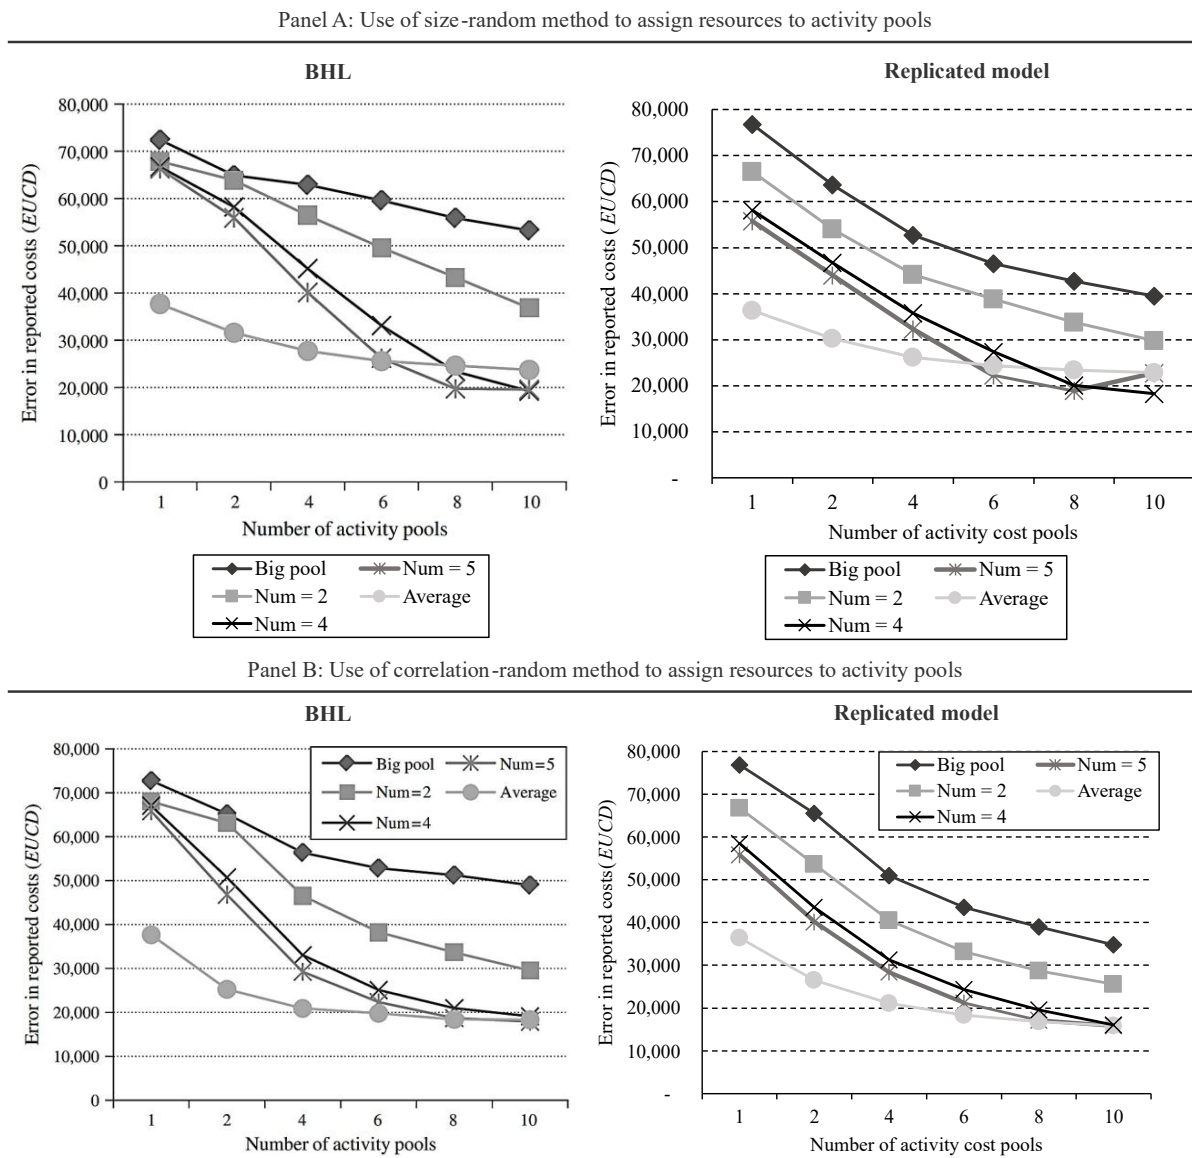 Panel A: Use of size-random method to assign resources to activity pools
BHL
Error in reported costs (EUCD)
80,000
70,000
60,000
50,000
40,000
30,000
20,000
10,000
0
1 2 4 6 8 10
Number of activity pools
Big pool Num = 5
Num = 2 Average
Num = 4
Replicated model
Error in reported costs (EUCD)
80,000
70,000
60,000
50,000
40,000
30,000
20,000
10,000
-
1 2 4 6 8 10
Number of activity cost pools
Big pool Num = 5
Num = 2 Average
Num = 4
Panel B: Use of correlation-random method to assign resources to activity pools
BHL
Error in reported costs (EUCD)
80,000
70,000
60,000
50,000
40,000
30,000
20,000
10,000
0
Big pool Num=5
Num=2 Average
Num=4
1 2 4 6 8 10
Number of activity pools
Replicated model
Error in reported costs(EUCD)
80,000
70,000
60,000
50,000
40,000
30,000
20,000
10,000
-
Big pool Num = 5
Num = 2 Average
Num = 4
1 2 4 6 8 10
Number of activity cost pools